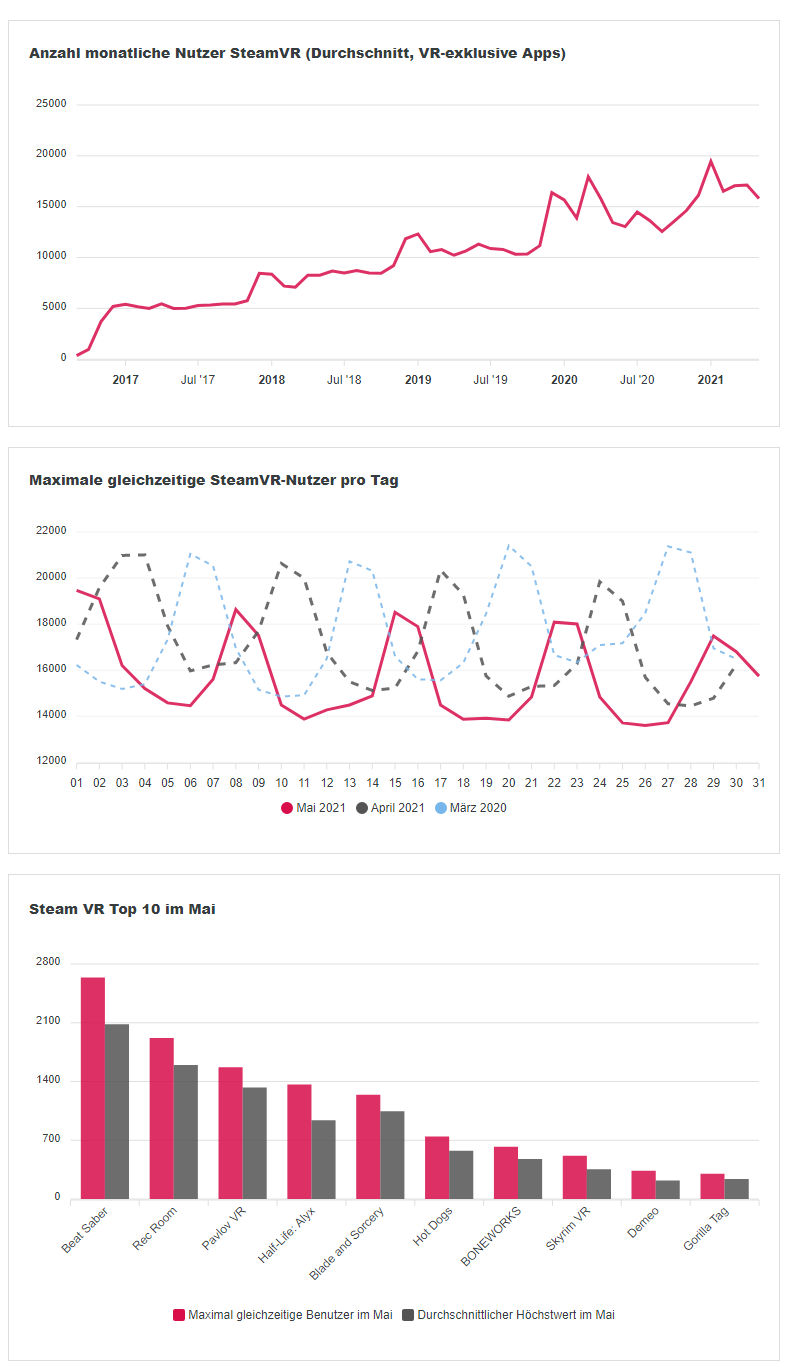 Anzahl monatliche Nutzer SteamVR (Durchschnitt, VR-exklusive Apps)
25000
20000
15000
10000
5000
0
2017 Jul '17 2018 Jul '18 2019 Jul '19 2020 Jul '20 2021
Maximale gleichzeitige SteamVR-Nutzer pro Tag
22000
20000
18000
16000
14000
12000
01 02 03 04 05 06 07 08 09 10 11 12 13 14 15 16 17 18 19 20 21 22 23 24 25 26 27 28 29 30 31
Mai 2021 April 2021 März 2020
Steam VR Top 10 im Mai
2800
2100
1400
700
0
Beat Saber Rec Room Pavlov VR Half-Life: Alyx Blade and Sorcery Hot Dogs BONEWORKS Skyrim VR Demeo Gorilla Tag
Maximal gleichzeitige Benutzer im Mai Durchschnittlicher Höchstwert im Mai